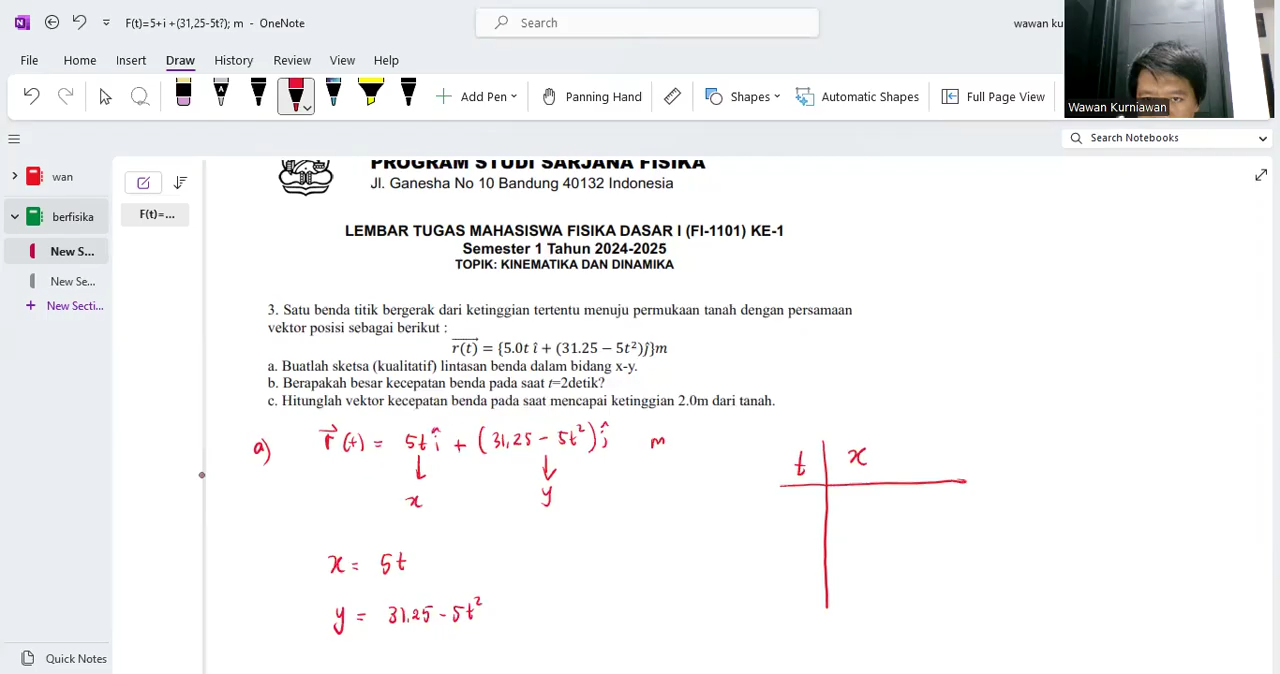 F(t)=5+i +(31,25-5t?); m - OneNote
Search
wawan ku
File Home Insert Draw History Review View Help
Add Pen
Panning Hand
Shapes
Automatic Shapes
Full Page View
Wawan Kurniawan
Search Notebooks
wan
berfisika
New S...
New Se...
New Secti...
F(t)=...
PROGRAM STUDI SARJANA FISIKA
Jl. Ganesha No 10 Bandung 40132 Indonesia
LEMBAR TUGAS MAHASISWA FISIKA DASAR I (FI-1101) KE-1
Semester 1 Tahun 2024-2025
TOPIK: KINEMATIKA DAN DINAMIKA
3. Satu benda titik bergerak dari ketinggian tertentu menuju permukaan tanah dengan persamaan
vektor posisi sebagai berikut :
r(t) = {5.0t î + (31.25 − 5t²)ĵ}m
a. Buatlah sketsa (kualitatif) lintasan benda dalam bidang x-y.
b. Berapakah besar kecepatan benda pada saat t=2detik?
c. Hitunglah vektor kecepatan benda pada saat mencapai ketinggian 2.0m dari tanah.
a) r(t) = 5t î + (31,25 - 5t²) ĵ m
x y
x = 5t
y = 31,25 - 5t²
t x
Quick Notes